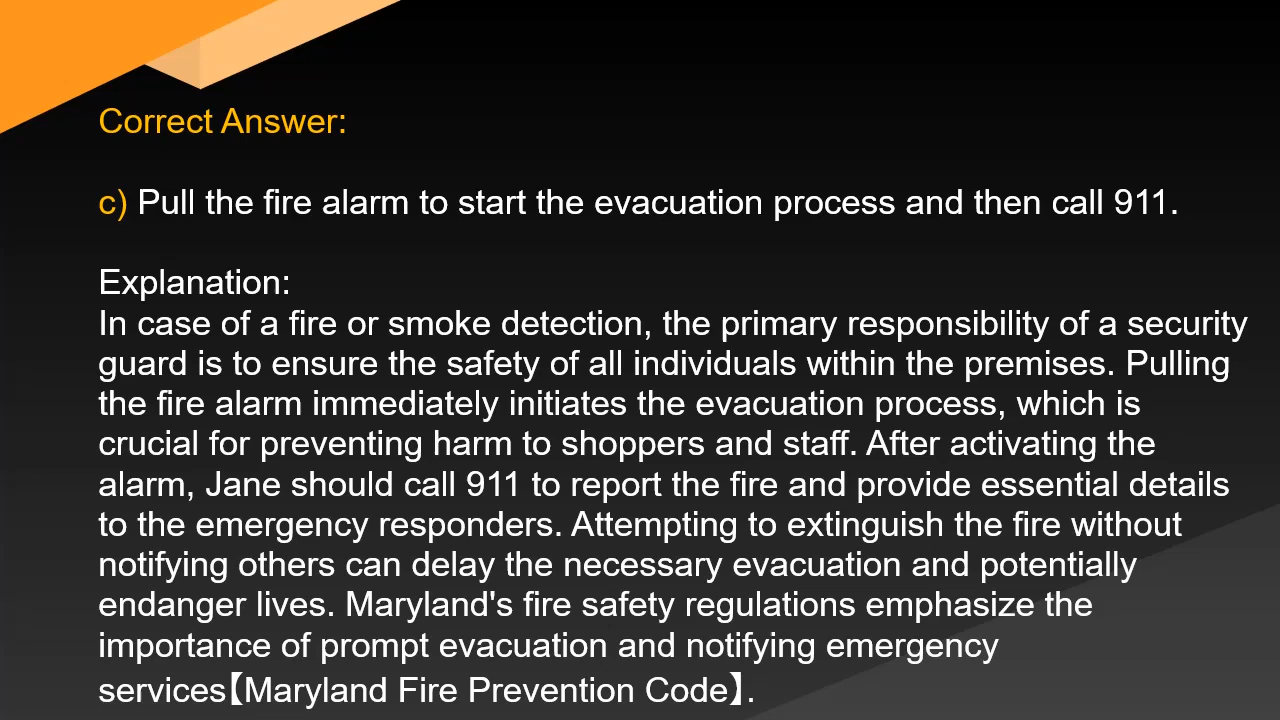 Correct Answer:
c) Pull the fire alarm to start the evacuation process and then call 911.
Explanation:
In case of a fire or smoke detection, the primary responsibility of a security
guard is to ensure the safety of all individuals within the premises. Pulling
the fire alarm immediately initiates the evacuation process, which is
crucial for preventing harm to shoppers and staff. After activating the
alarm, Jane should call 911 to report the fire and provide essential details
to the emergency responders. Attempting to extinguish the fire without
notifying others can delay the necessary evacuation and potentially
endanger lives. Maryland's fire safety regulations emphasize the
importance of prompt evacuation and notifying emergency
services【Maryland Fire Prevention Code】.